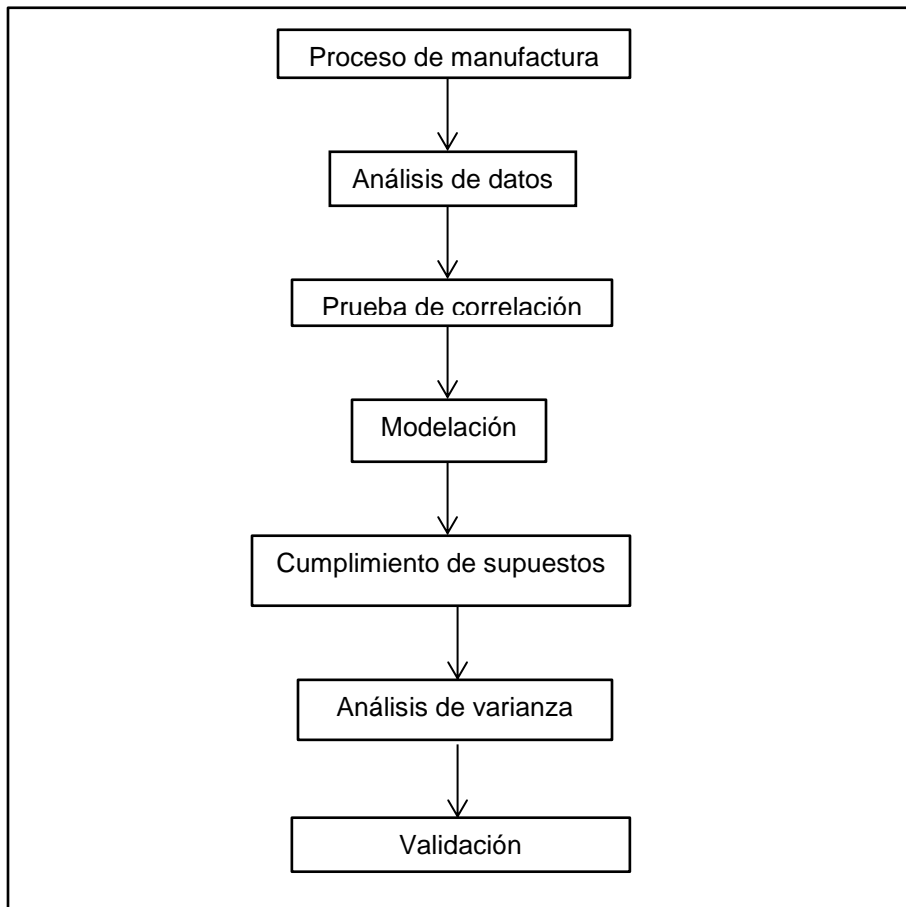 Proceso de manufactura
Análisis de datos
Prueba de correlación
Modelación
Cumplimiento de supuestos
Análisis de varianza
Validación